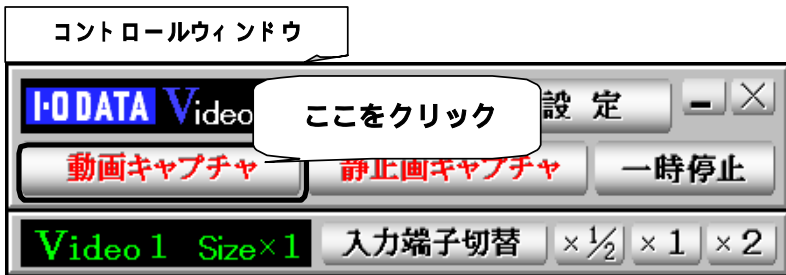 コントロールウィンドウ
I·O DATA Video 設 定
ここをクリック
動画キャプチャ 静止画キャプチャ 一時停止
Video 1 Size×1 入力端子切替 ×½ ×1 ×2